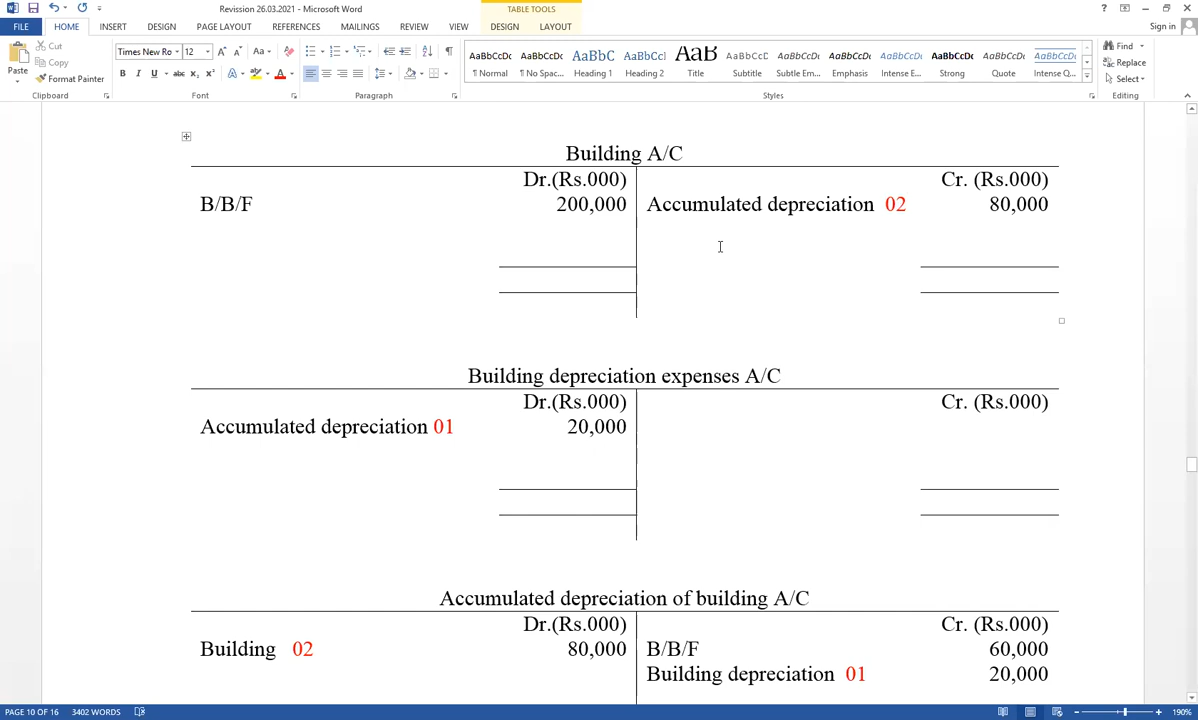 Revission 26.03.2021 - Microsoft Word
TABLE TOOLS
?
FILE HOME INSERT DESIGN PAGE LAYOUT REFERENCES MAILINGS REVIEW VIEW DESIGN LAYOUT Sign in
Paste
Cut
Copy
Format Painter
Clipboard
Times New Ro 12
Font
Paragraph
AaBbCcDc AaBbCcDc AaBbC AaBbCcl AaB AaBbCcD AaBbCcDc AaBbCcDc AaBbCcDc AaBbCcDc AaBbCcDc AaBbCcDc
¶ Normal ¶ No Spac... Heading 1 Heading 2 Title Subtitle Subtle Em... Emphasis Intense E... Strong Quote Intense Q...
Styles
Find
Replace
Select
Editing
Building A/C
Dr.(Rs.000) Cr. (Rs.000)
B/B/F 200,000 Accumulated depreciation 02 80,000
Building depreciation expenses A/C
Dr.(Rs.000) Cr. (Rs.000)
Accumulated depreciation 01 20,000
Accumulated depreciation of building A/C
Dr.(Rs.000) Cr. (Rs.000)
Building 02 80,000 B/B/F 60,000
Building depreciation 01 20,000
PAGE 10 OF 16 3402 WORDS 190%